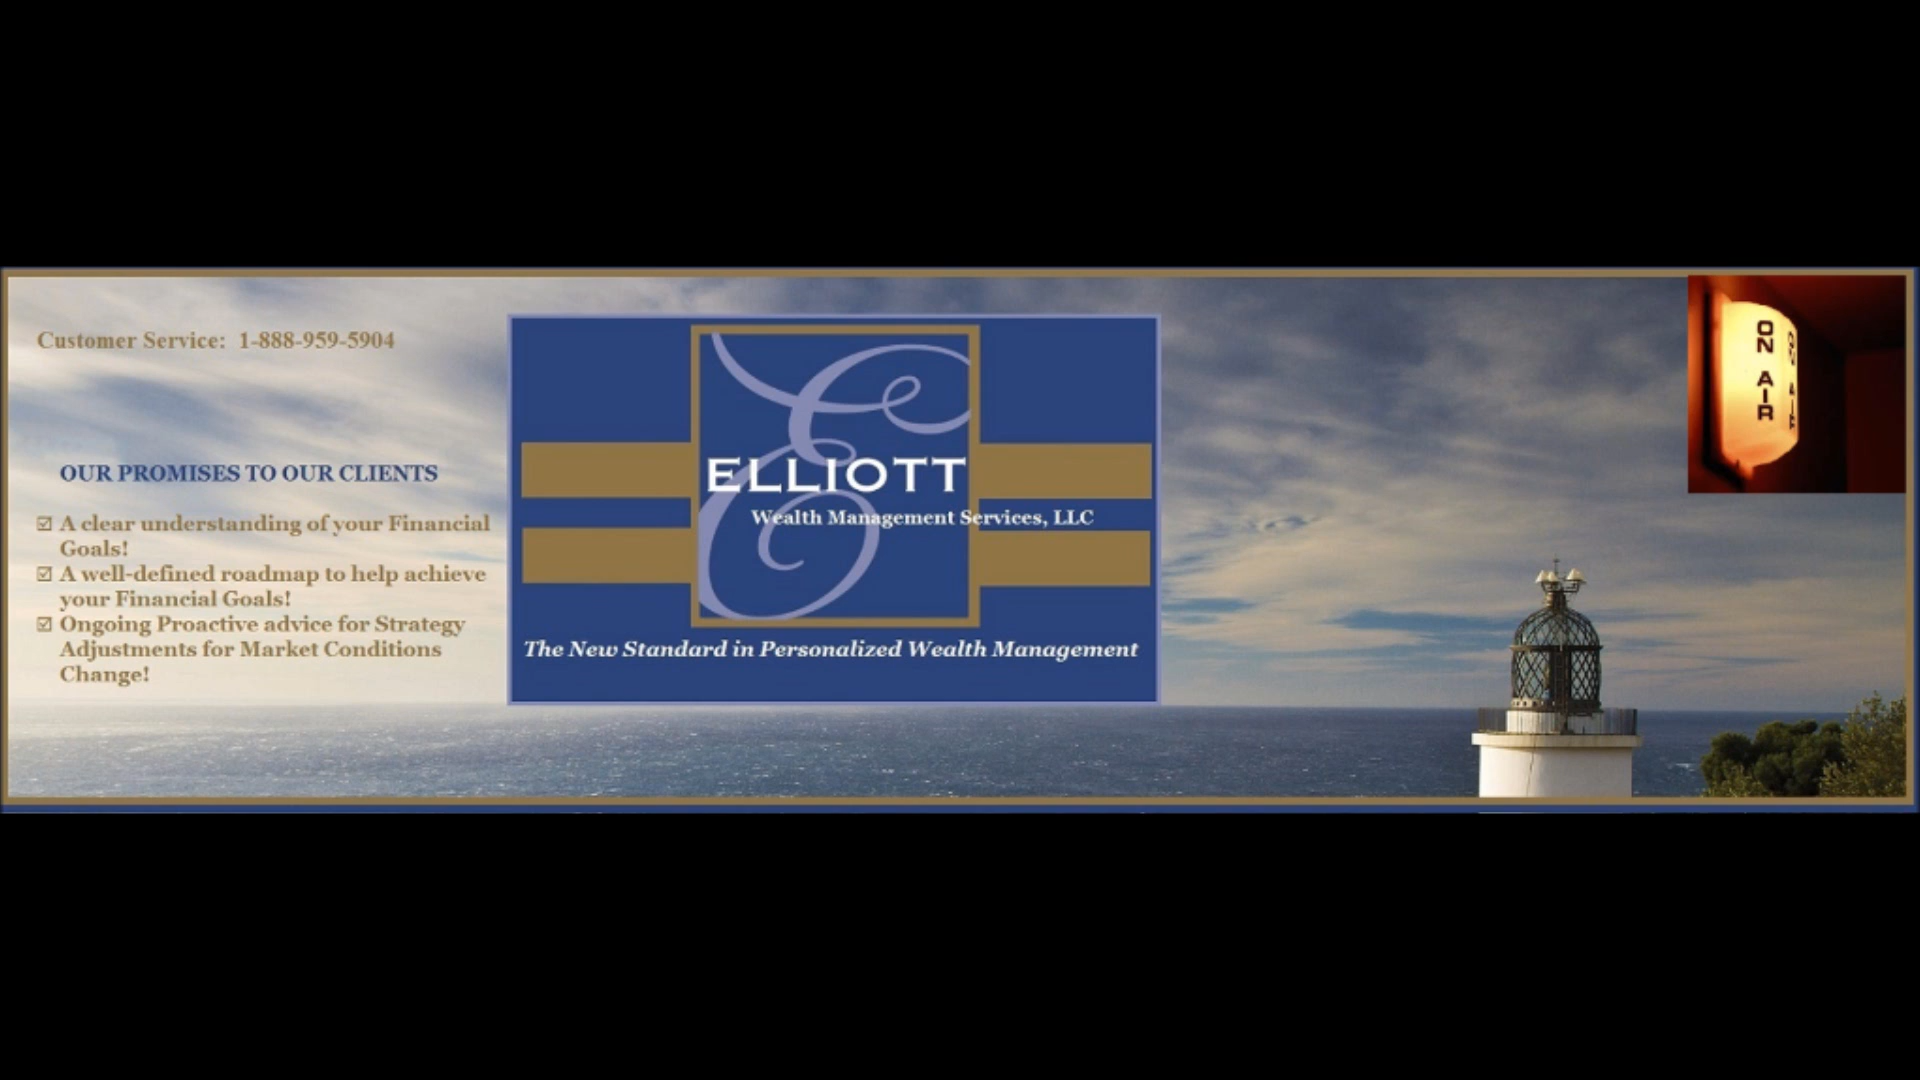 Customer Service: 1-888-959-5904
OUR PROMISES TO OUR CLIENTS
☑ A clear understanding of your Financial
Goals!
☑ A well-defined roadmap to help achieve
your Financial Goals!
☑ Ongoing Proactive advice for Strategy
Adjustments for Market Conditions
Change!
E
ELLIOTT
Wealth Management Services, LLC
The New Standard in Personalized Wealth Management
ON AIR
ON AIR